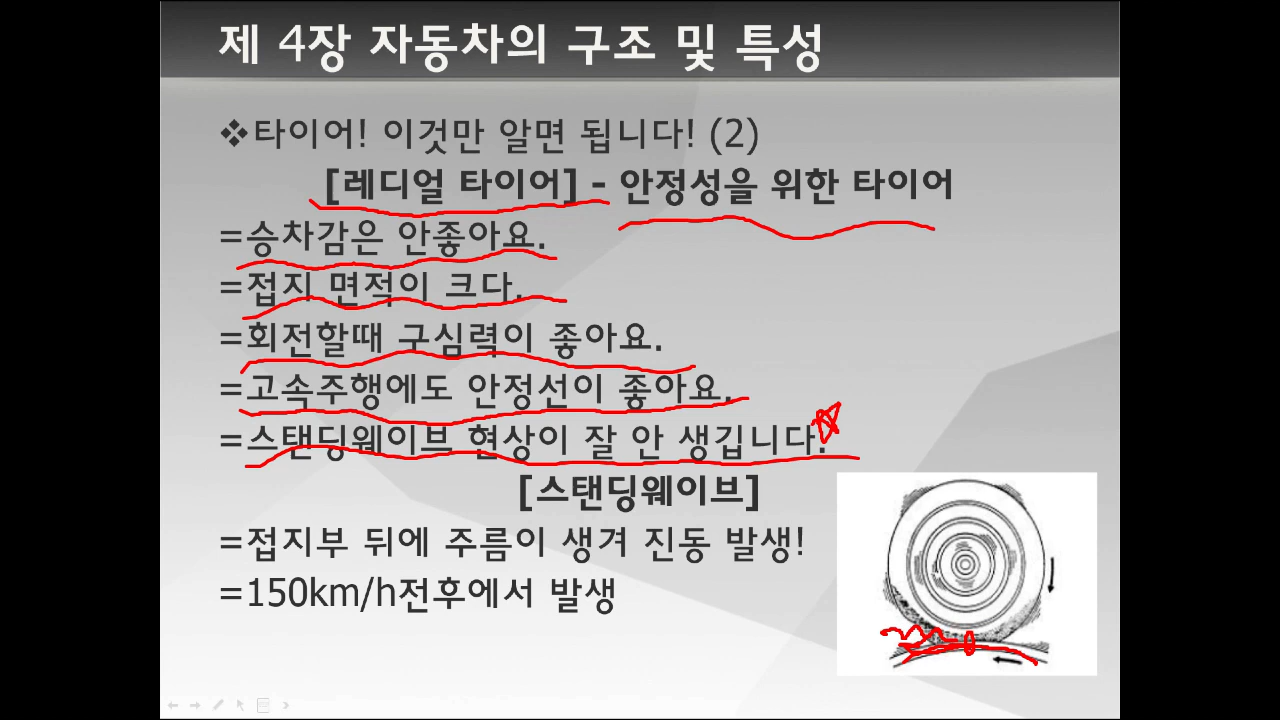 제 4장 자동차의 구조 및 특성
❖타이어! 이것만 알면 됩니다! (2)
[레디얼 타이어] - 안정성을 위한 타이어
=승차감은 안좋아요.
=접지 면적이 크다.
=회전할때 구심력이 좋아요.
=고속주행에도 안정선이 좋아요.
=스탠딩웨이브 현상이 잘 안 생깁니다.
[스탠딩웨이브]
=접지부 뒤에 주름이 생겨 진동 발생!
=150km/h전후에서 발생